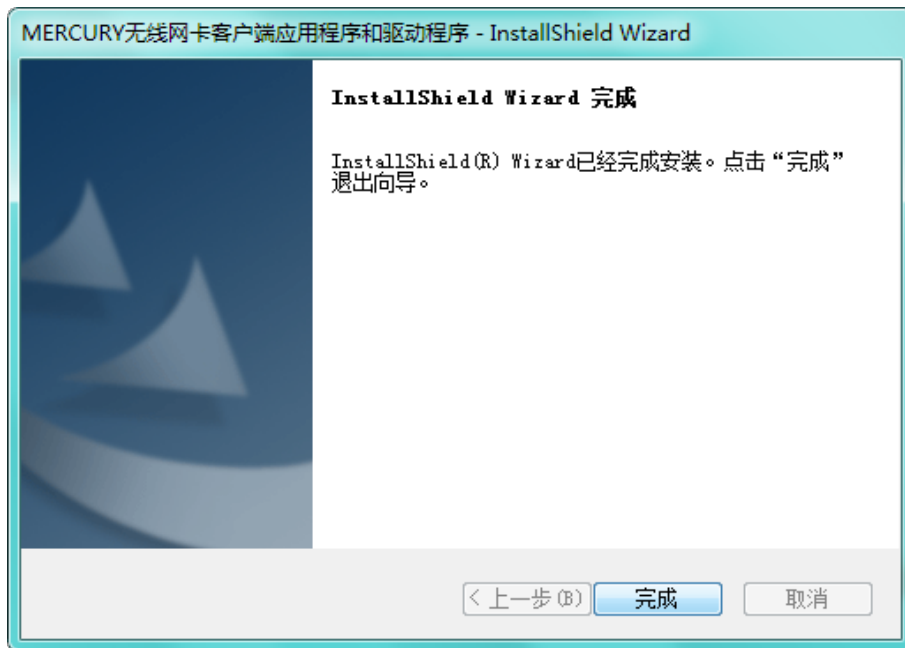 MERCURY无线网卡客户端应用程序和驱动程序 - InstallShield Wizard
InstallShield Wizard 完成
InstallShield(R) Wizard已经完成安装。点击“完成”
退出向导。
< 上一步(B)
完成
取消